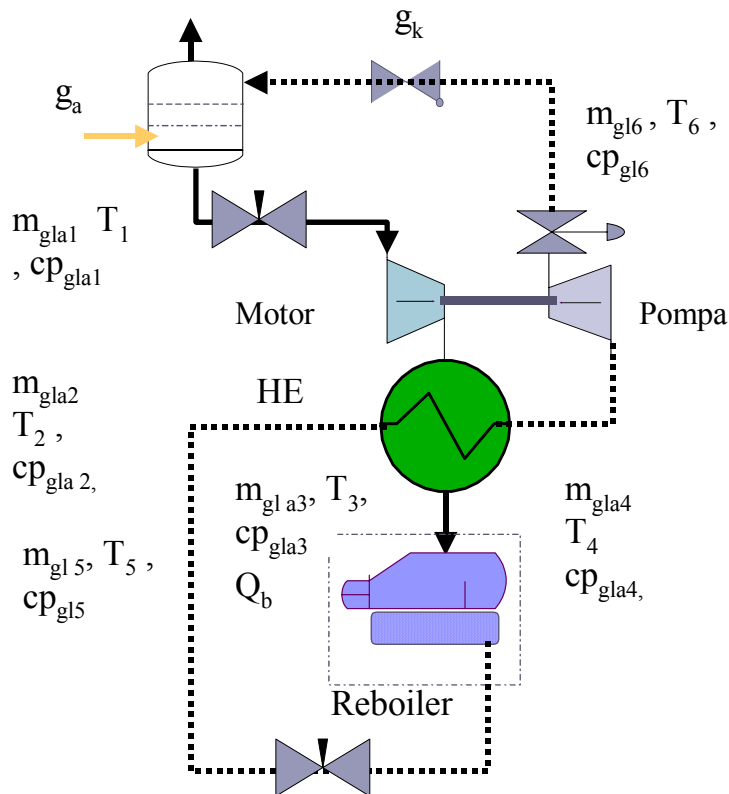 g_k
g_a
m_gl6 , T_6 ,
cp_gl6
m_gla1 T_1
, cp_gla1
Motor
Pompa
m_gla2
T_2 ,
cp_gla 2,
HE
m_gl a3, T_3,
cp_gla3
Q_b
m_gla4
T_4
cp_gla4,
m_gl 5, T_5 ,
cp_gl5
Reboiler